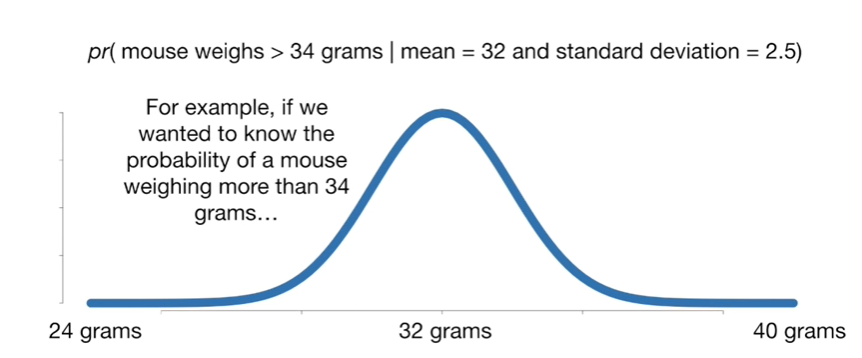 pr( mouse weighs > 34 grams | mean = 32 and standard deviation = 2.5)
For example, if we
wanted to know the
probability of a mouse
weighing more than 34
grams…
24 grams
32 grams
40 grams